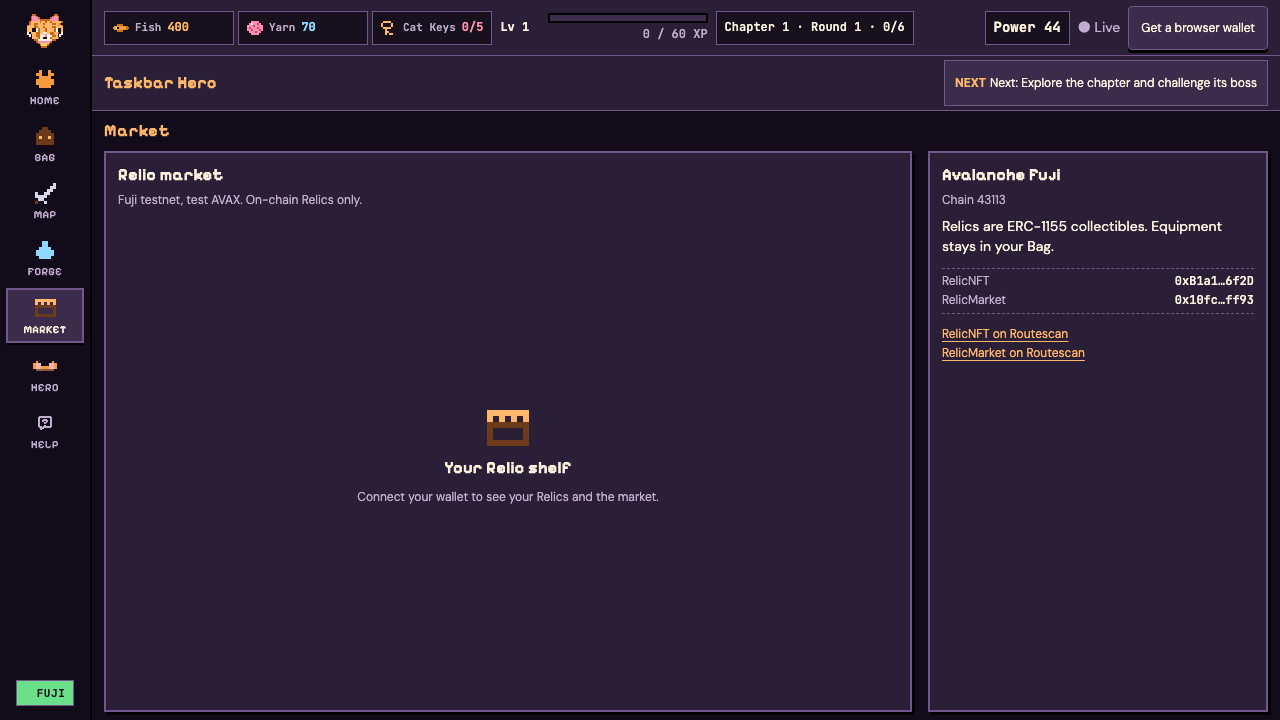 Fish 400
Yarn 70
Cat Keys 0/5
Lv 1
0 / 60 XP
Chapter 1 · Round 1 · 0/6
Power 44
Live
Get a browser wallet
HOME
BAG
MAP
FORGE
MARKET
HERO
HELP
FUJI
Taskbar Hero
NEXT Next: Explore the chapter and challenge its boss
Market
Relic market
Fuji testnet, test AVAX. On-chain Relics only.
Your Relic shelf
Connect your wallet to see your Relics and the market.
Avalanche Fuji
Chain 43113
Relics are ERC-1155 collectibles. Equipment
stays in your Bag.
RelicNFT 0xB1a1…6f2D
RelicMarket 0x10fc…ff93
RelicNFT on Routescan
RelicMarket on Routescan